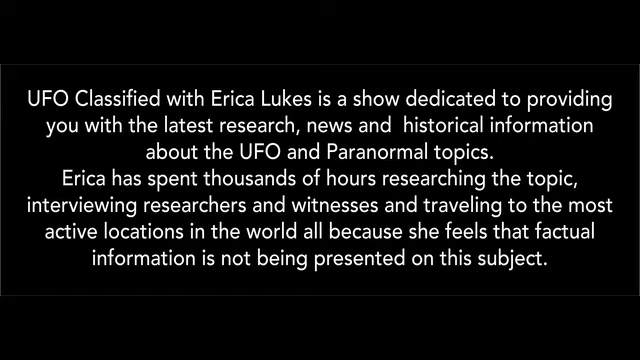 UFO Classified with Erica Lukes is a show dedicated to providing
you with the latest research, news and  historical information
about the UFO and Paranormal topics.
Erica has spent thousands of hours researching the topic,
interviewing researchers and witnesses and traveling to the most
active locations in the world all because she feels that factual
information is not being presented on this subject.